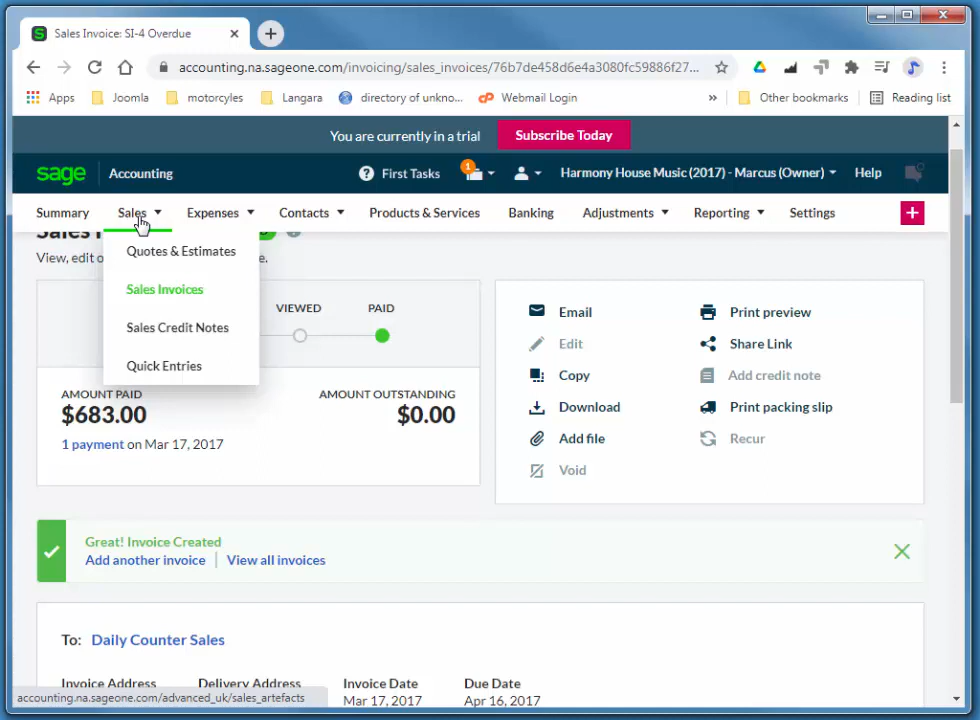 Sales Invoice: SI-4 Overdue
accounting.na.sageone.com/invoicing/sales_invoices/76b7de458d6e4a3080fc59886f27...
Apps Joomla motorcyles Langara directory of unkno... Webmail Login » Other bookmarks Reading list
You are currently in a trial Subscribe Today
sage Accounting First Tasks 1 Harmony House Music (2017) - Marcus (Owner) Help
Summary Sales Expenses Contacts Products & Services Banking Adjustments Reporting Settings
Quotes & Estimates
Sales Invoices
Sales Credit Notes
Quick Entries
View, edit o
e.
VIEWED PAID
AMOUNT PAID AMOUNT OUTSTANDING
$683.00 $0.00
1 payment on Mar 17, 2017
Email Print preview
Edit Share Link
Copy Add credit note
Download Print packing slip
Add file Recur
Void
Great! Invoice Created
Add another invoice | View all invoices
To: Daily Counter Sales
Invoice Address Delivery Address Invoice Date Due Date
Mar 17, 2017 Apr 16, 2017
accounting.na.sageone.com/advanced_uk/sales_artefacts